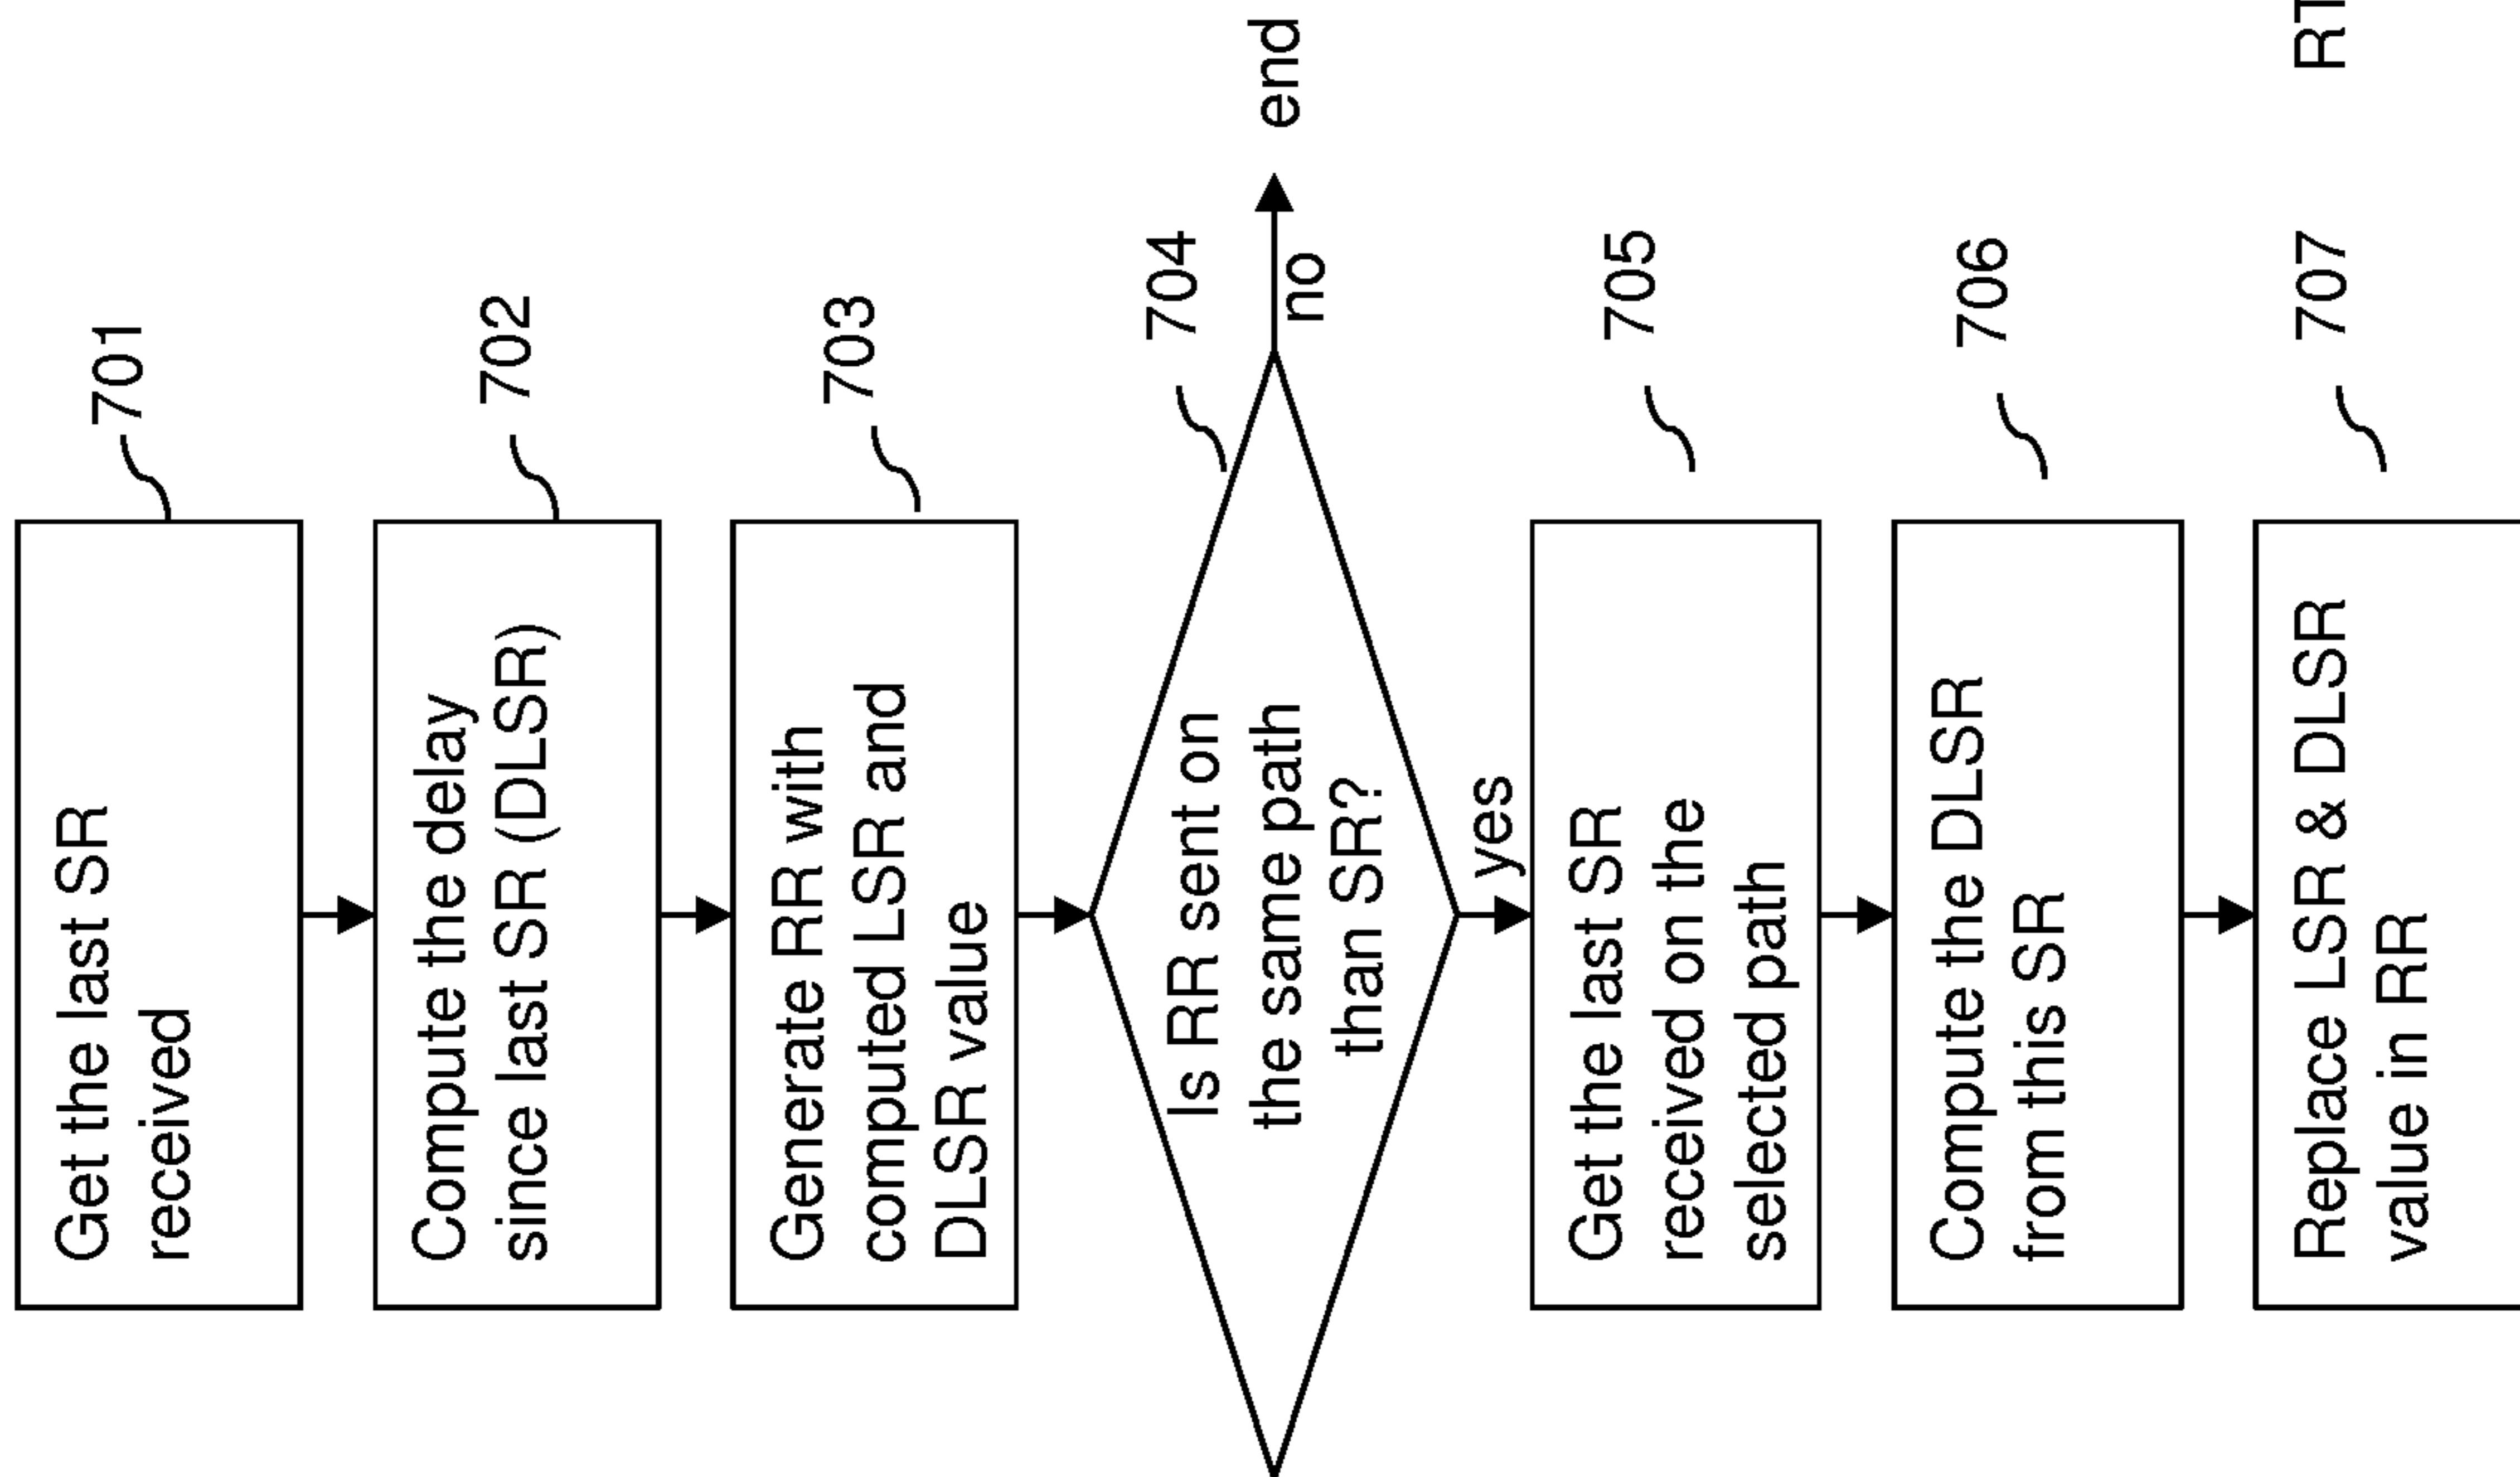 Get the last SR
received
701
Compute the delay
since last SR (DLSR)
702
Generate RR with
computed LSR and
DLSR value
703
Is RR sent on
the same path
than SR?
704
no
end
yes
Get the last SR
received on the
selected path
705
Compute the DLSR
from this SR
706
Replace LSR & DLSR
value in RR
707